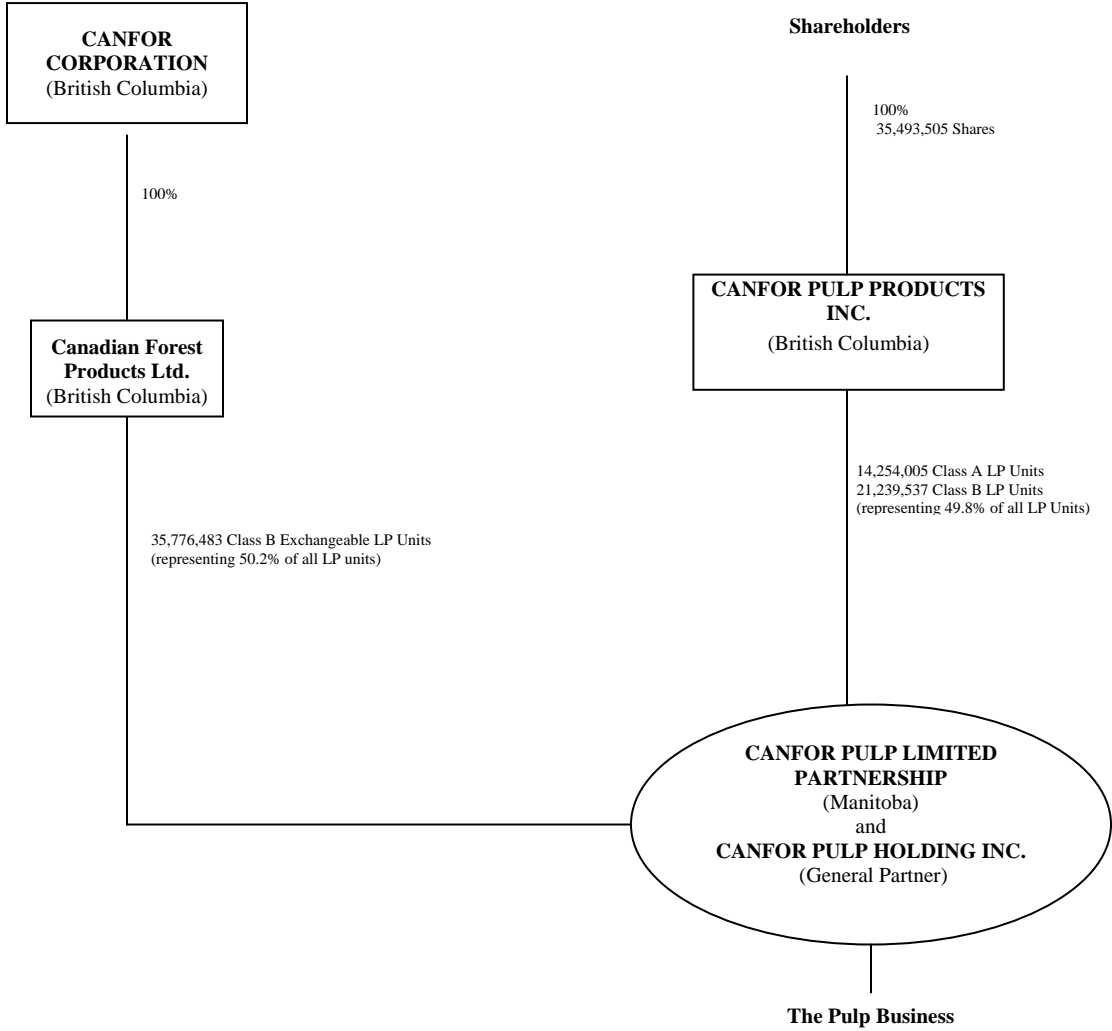 CANFOR
CORPORATION
(British Columbia)
100%
Canadian Forest
Products Ltd.
(British Columbia)
35,776,483 Class B Exchangeable LP Units
(representing 50.2% of all LP units)
Shareholders
100%
35,493,505 Shares
CANFOR PULP PRODUCTS
INC.
(British Columbia)
14,254,005 Class A LP Units
21,239,537 Class B LP Units
(representing 49.8% of all LP Units)
CANFOR PULP LIMITED
PARTNERSHIP
(Manitoba)
and
CANFOR PULP HOLDING INC.
(General Partner)
The Pulp Business